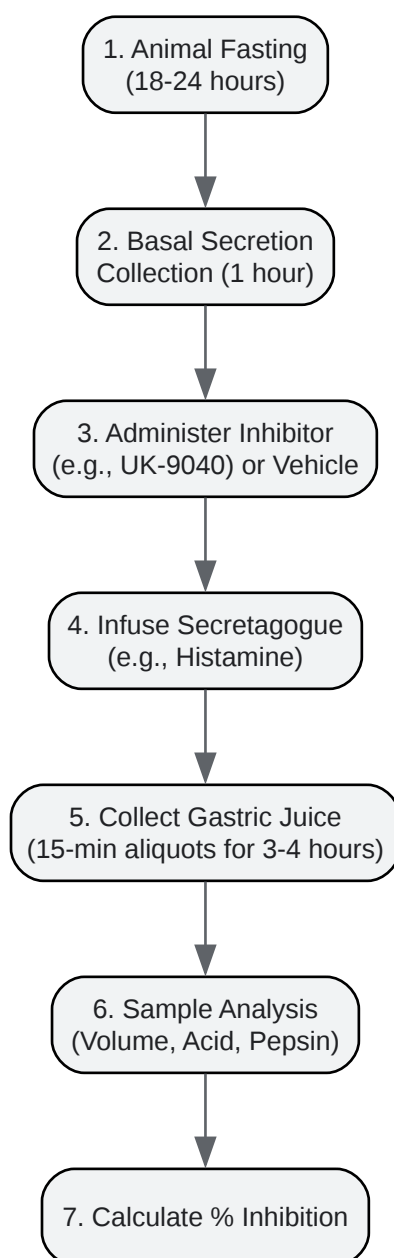 1. Animal Fasting
(18-24 hours)
2. Basal Secretion
Collection (1 hour)
3. Administer Inhibitor
(e.g., UK-9040) or Vehicle
4. Infuse Secretagogue
(e.g., Histamine)
5. Collect Gastric Juice
(15-min aliquots for 3-4 hours)
6. Sample Analysis
(Volume, Acid, Pepsin)
7. Calculate % Inhibition